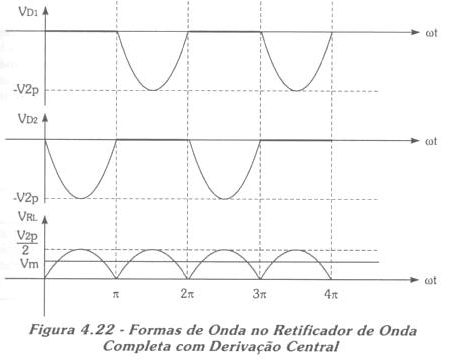 VD1
ωt
-V2p
VD2
ωt
-V2p
VRL
V2p
2
Vm
ωt
π 2π 3π 4π
Figura 4.22 - Formas de Onda no Retificador de Onda
Completa com Derivação Central